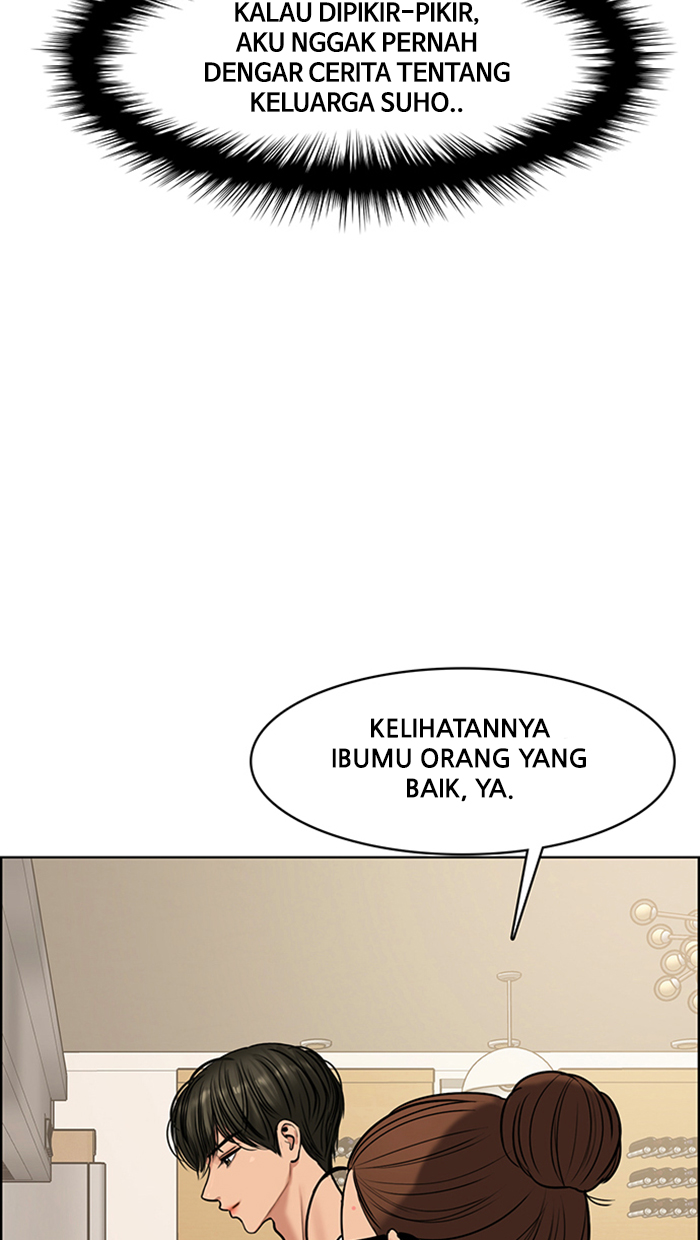 KALAU DIPIKIR-PIKIR,
AKU NGGAK PERNAH
DENGAR CERITA TENTANG
KELUARGA SUHO..
KELIHATANNYA
IBUMU ORANG YANG
BAIK, YA.